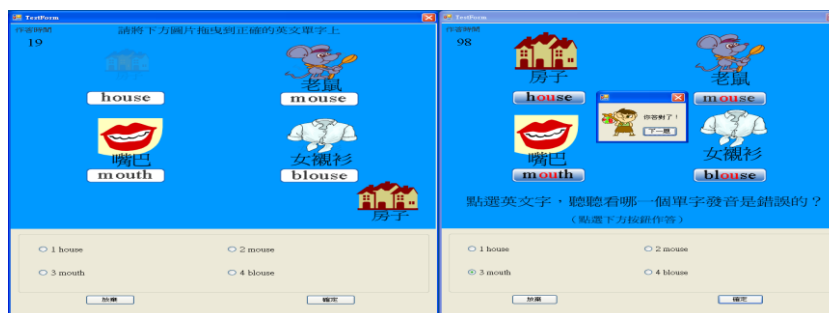 TestForm
作答時間
19
請將下方圖片拖曳到正確的英文單字上
老鼠
house
mouse
嘴巴
女襯衫
mouth
blouse
房子
1 house
2 mouse
3 mouth
4 blouse
放棄
確定
TestForm
作答時間
98
房子
老鼠
house
mouse
你答對了！
下一題
嘴巴
女襯衫
mouth
blouse
點選英文字，聽聽看哪一個單字發音是錯誤的？
（點選下方按鈕作答）
1 house
2 mouse
3 mouth
4 blouse
放棄
確定